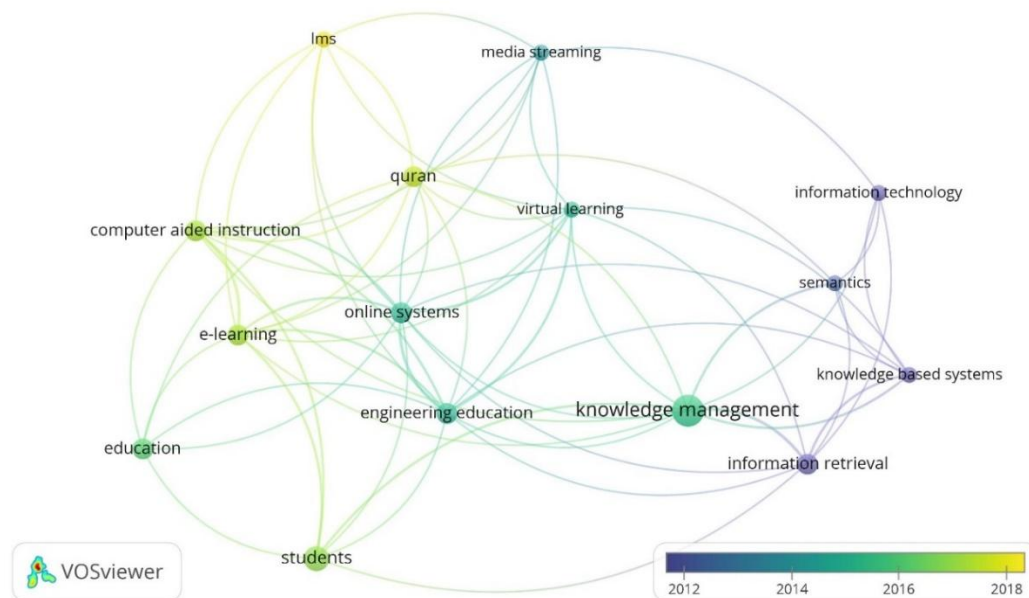 lms
media streaming
quran
information technology
virtual learning
computer aided instruction
semantics
online systems
e-learning
knowledge based systems
engineering education
knowledge management
education
information retrieval
students
VOSviewer
2012 2014 2016 2018